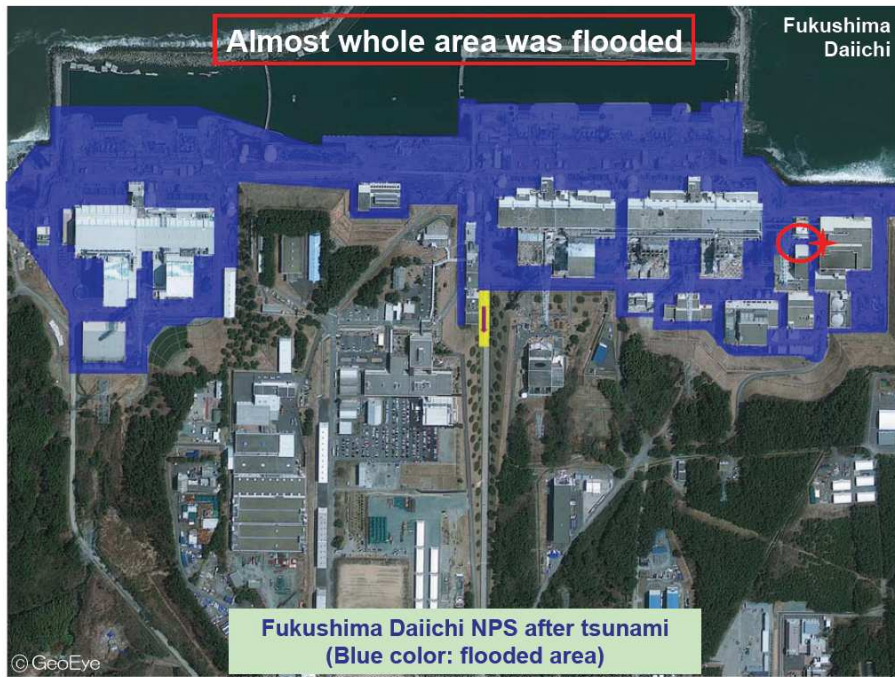 Almost whole area was flooded
Fukushima
Daiichi
Fukushima Daiichi NPS after tsunami
(Blue color: flooded area)
© GeoEye